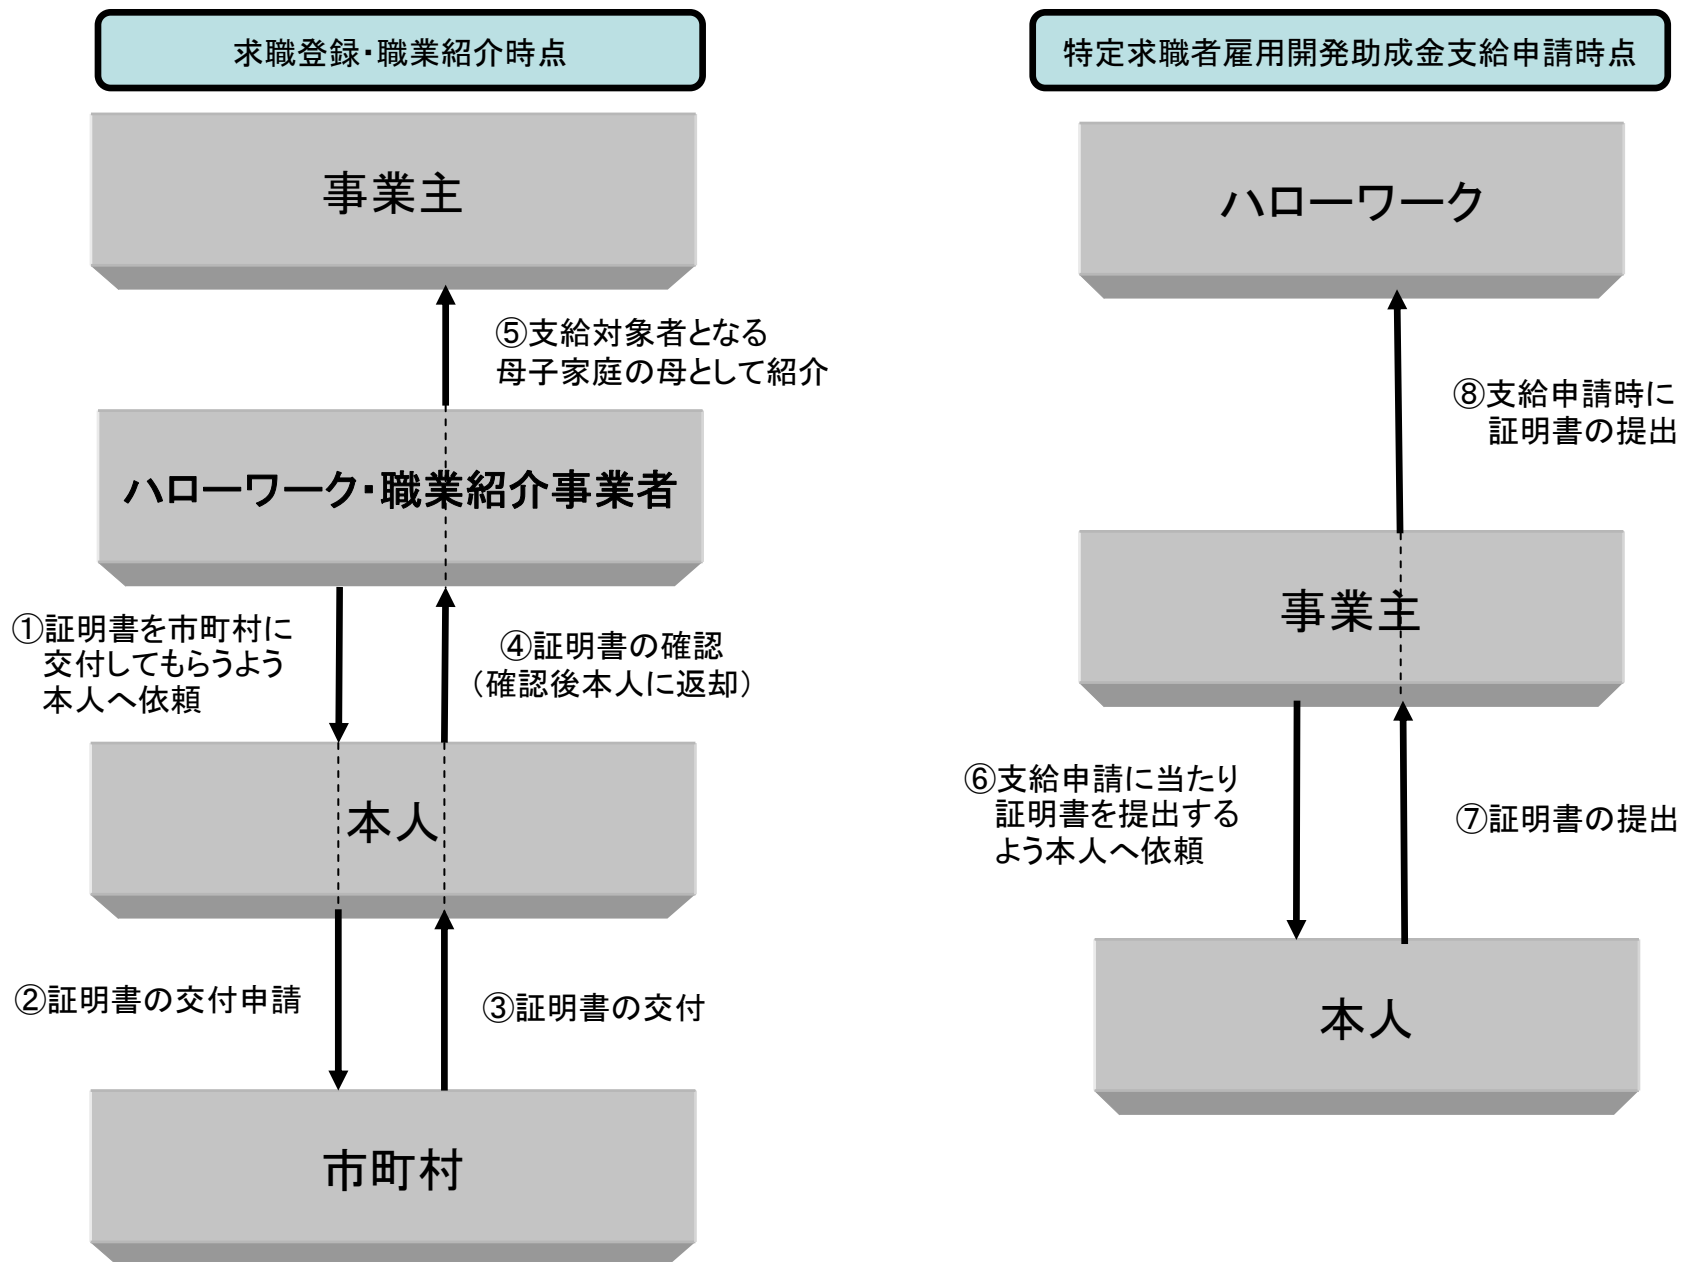 求職登録・職業紹介時点
事業主
⑤支給対象者となる
母子家庭の母として紹介
ハローワーク・職業紹介事業者
①証明書を市町村に
交付してもらうよう
本人へ依頼
④証明書の確認
（確認後本人に返却）
本人
②証明書の交付申請
③証明書の交付
市町村
特定求職者雇用開発助成金支給申請時点
ハローワーク
⑧支給申請時に
証明書の提出
事業主
⑥支給申請に当たり
証明書を提出する
よう本人へ依頼
⑦証明書の提出
本人